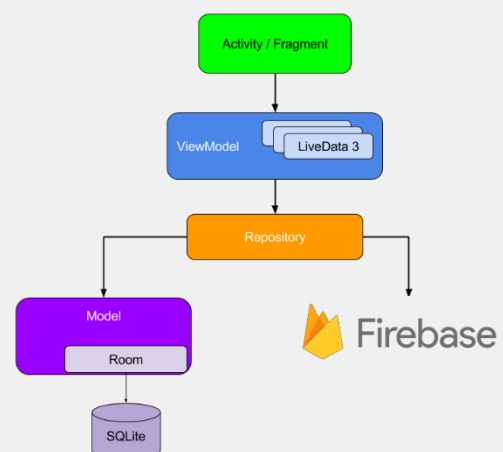 Activity / Fragment
ViewModel
LiveData 3
Repository
Model
Room
SQLite
Firebase